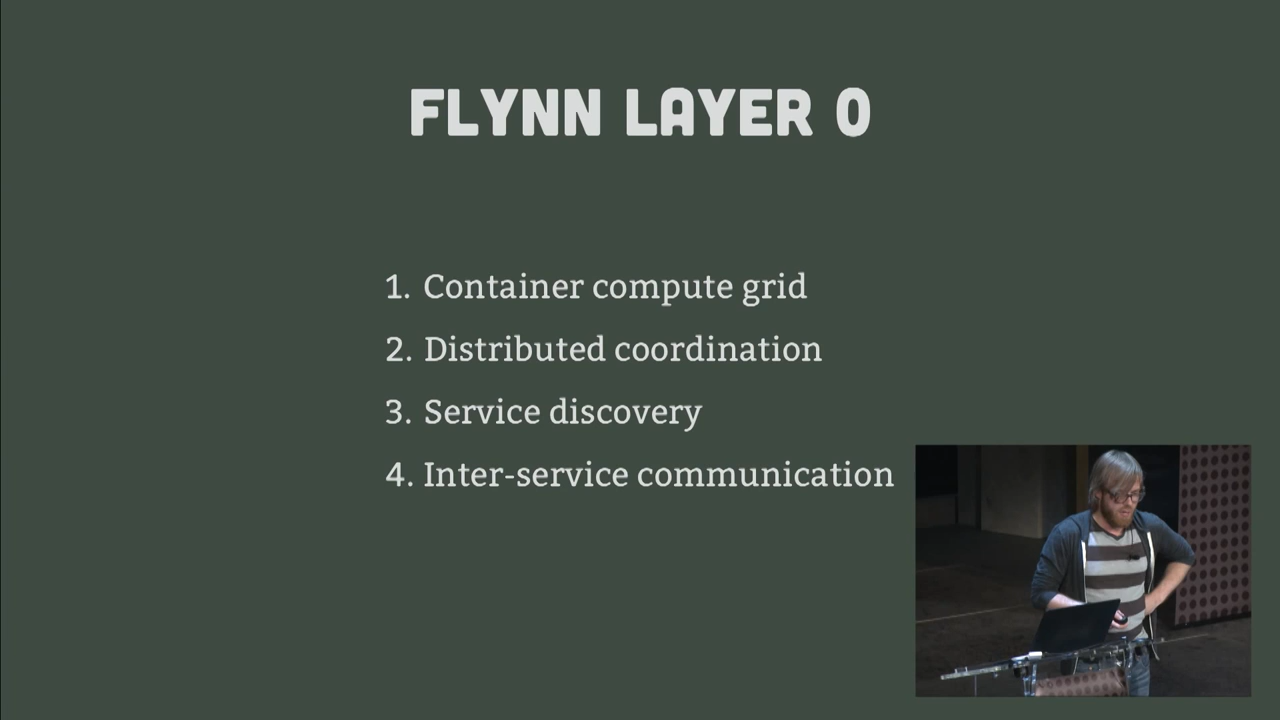 FLYNN LAYER 0
1. Container compute grid
2. Distributed coordination
3. Service discovery
4. Inter-service communication